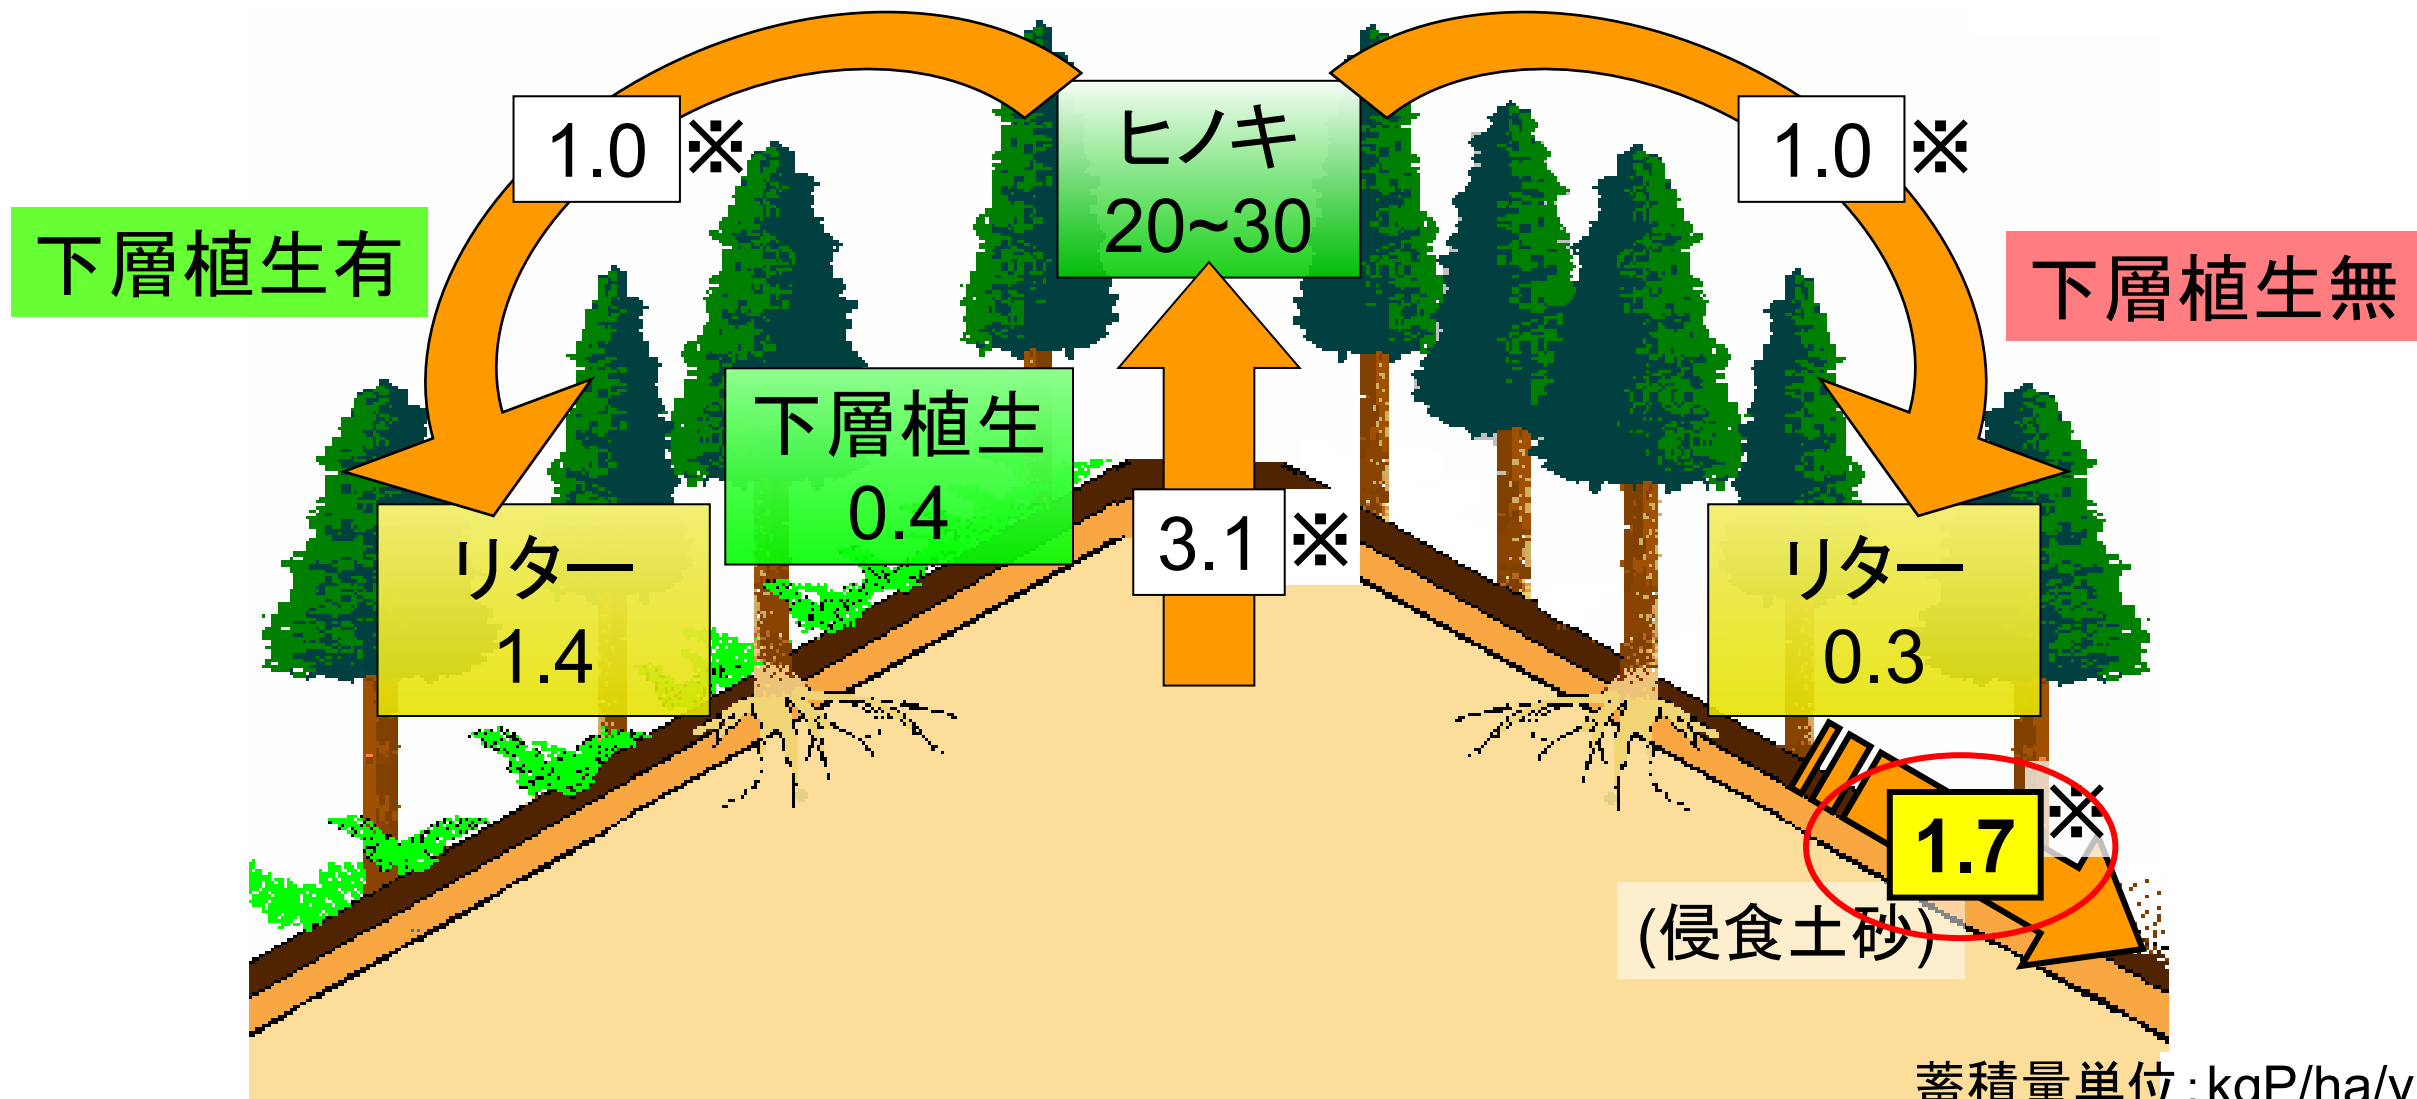 1.0 ※
ヒノキ
20~30
1.0 ※
下層植生有
下層植生無
下層植生
0.4
リター
1.4
3.1 ※
リター
0.3
1.7 ※
(侵食土砂)
蓄積量単位:kgP/ha/y